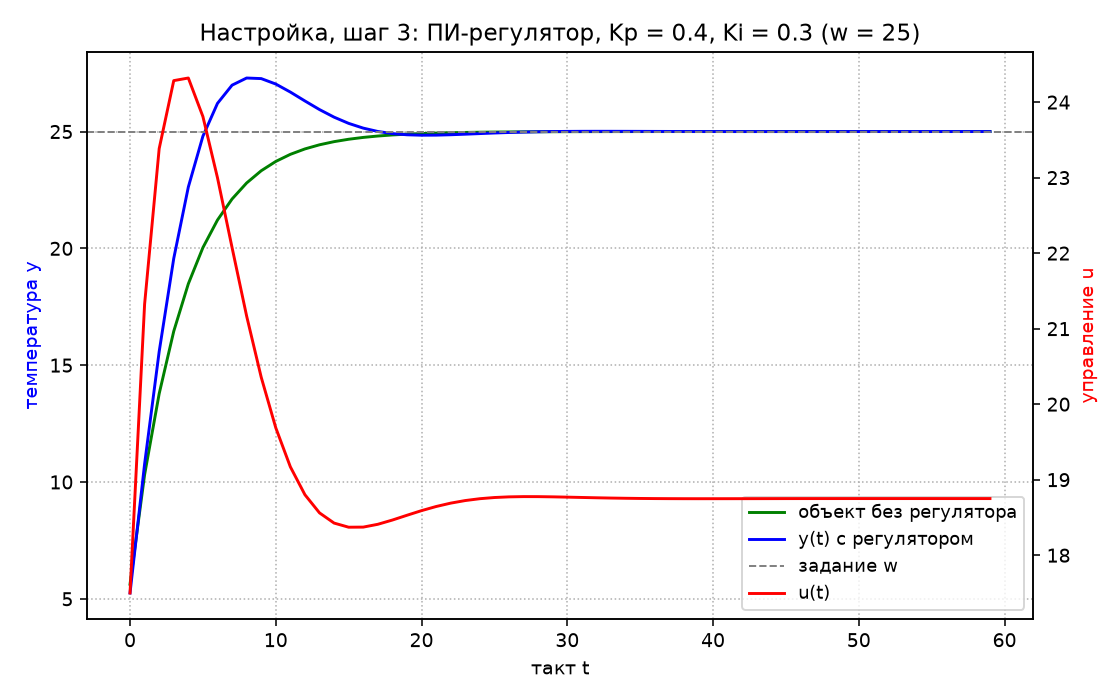 Настройка, шаг 3: ПИ-регулятор, Kp = 0.4, Ki = 0.3 (w = 25)
температура y
25
20
15
10
5
24
23
22
21
20
19
18
управление u
объект без регулятора
y(t) с регулятором
задание w
u(t)
0 10 20 30 40 50 60
такт t